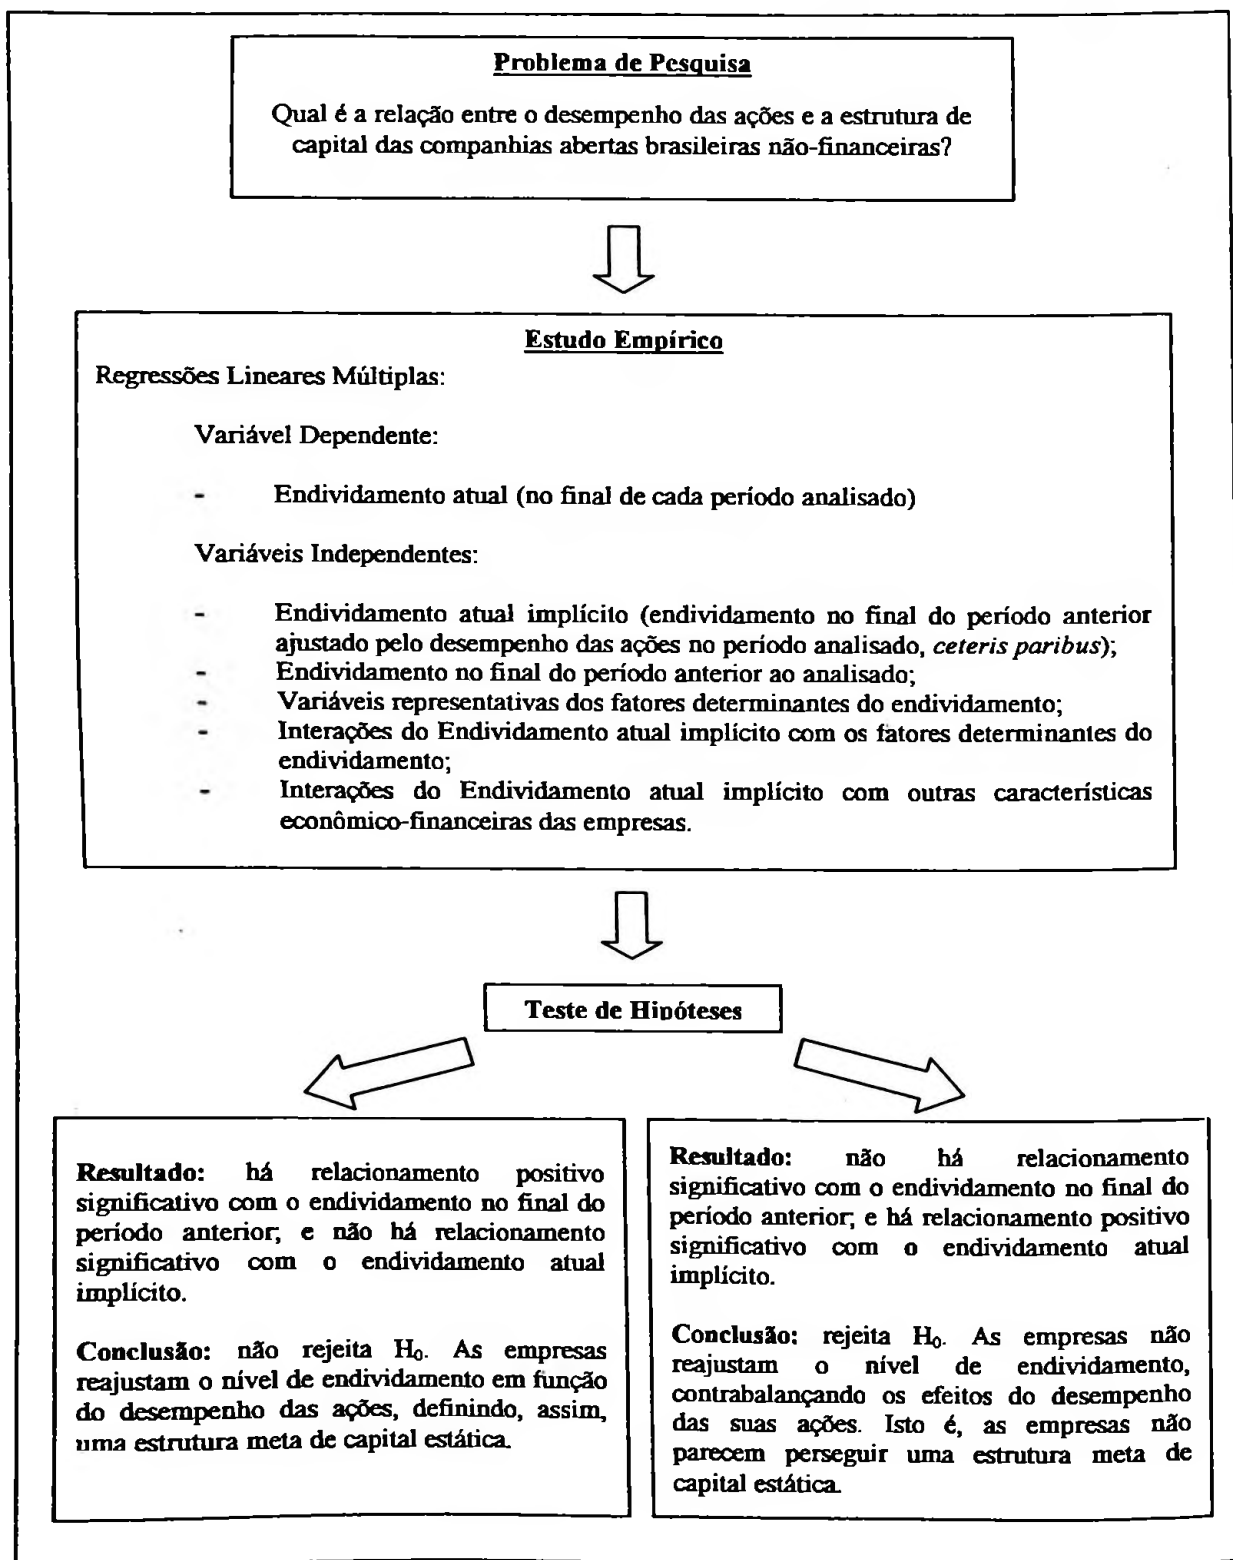 Problema de Pesquisa
Qual é a relação entre o desempenho das ações e a estrutura de
capital das companhias abertas brasileiras não-financeiras?
Estudo Empírico
Regressões Lineares Múltiplas:
Variável Dependente:
- Endividamento atual (no final de cada período analisado)
Variáveis Independentes:
- Endividamento atual implícito (endividamento no final do período anterior
ajustado pelo desempenho das ações no período analisado, ceteris paribus);
- Endividamento no final do período anterior ao analisado;
- Variáveis representativas dos fatores determinantes do endividamento;
- Interações do Endividamento atual implícito com os fatores determinantes do
endividamento;
- Interações do Endividamento atual implícito com outras características
econômico-financeiras das empresas.
Teste de Hipóteses
Resultado: há relacionamento positivo
significativo com o endividamento no final do
período anterior; e não há relacionamento
significativo com o endividamento atual
implícito.
Conclusão: não rejeita H₀. As empresas
reajustam o nível de endividamento em função
do desempenho das ações, definindo, assim,
uma estrutura meta de capital estática.
Resultado: não há relacionamento
significativo com o endividamento no final do
período anterior; e há relacionamento positivo
significativo com o endividamento atual
implícito.
Conclusão: rejeita H₀. As empresas não
reajustam o nível de endividamento,
contrabalançando os efeitos do desempenho
das suas ações. Isto é, as empresas não
parecem perseguir uma estrutura meta de
capital estática.